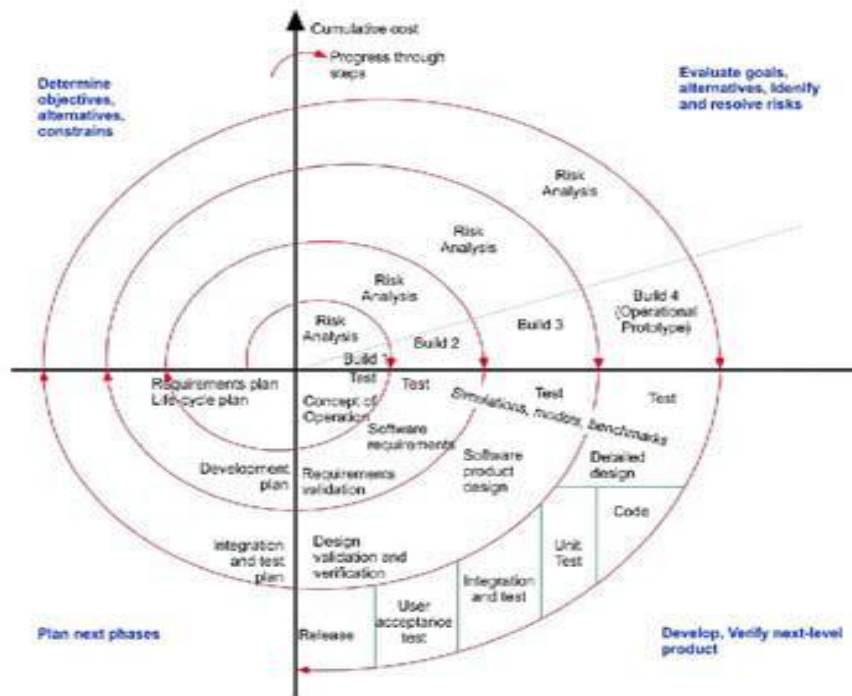 Cumulative cost
Progress through
steps
Determine
objectives,
alternatives,
constrains
Evaluate goals,
alternatives, Idenify
and resolve risks
Risk
Analysis
Risk
Analysis
Risk
Analysis
Risk
Analysis
Build 1
Build 2
Build 3
Build 4
(Operational
Prototype)
Requirements plan
Life-cycle plan
Test
Test
Test
Test
Concept of
Operation
Simulations, models, benchmarks
Software
requirements
Software
product
design
Detailed
design
Development
plan
Requirements
validation
Code
Integration
and test
plan
Design
validation and
verification
Unit
Test
Integration
and test
User
acceptance
test
Release
Plan next phases
Develop, Verify next-level
product